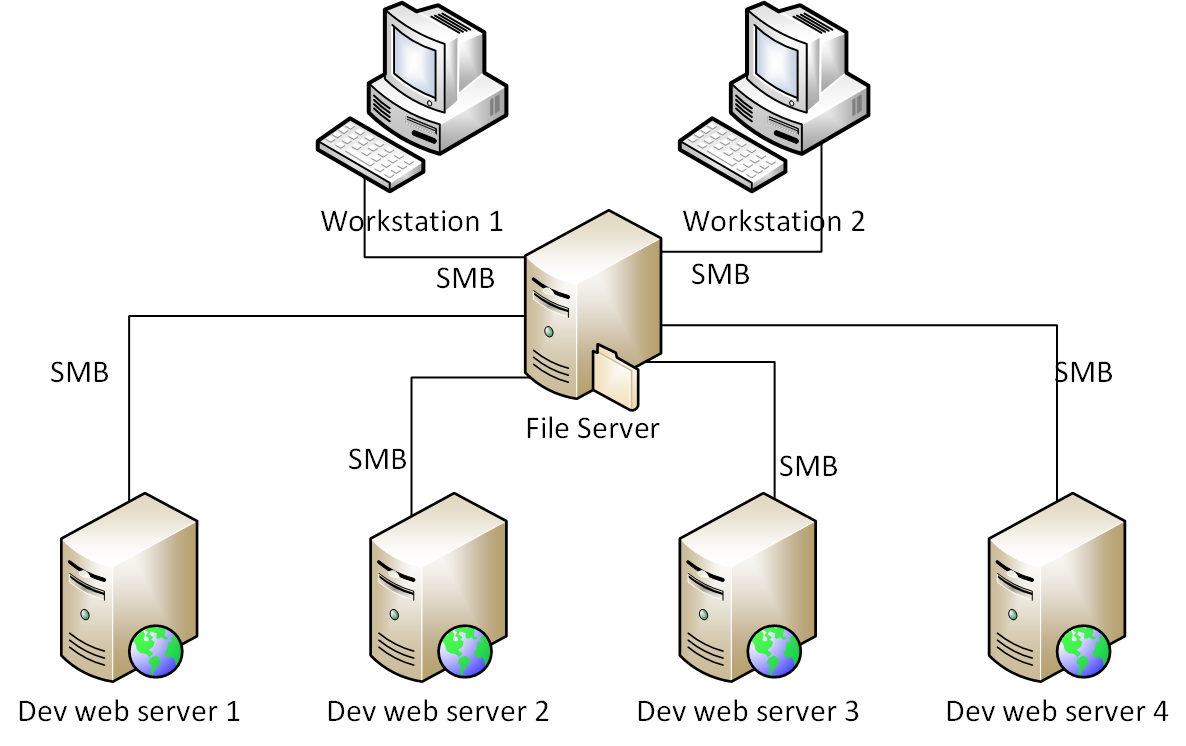 Workstation 1
Workstation 2
SMB
SMB
SMB
SMB
File Server
SMB
SMB
Dev web server 1
Dev web server 2
Dev web server 3
Dev web server 4